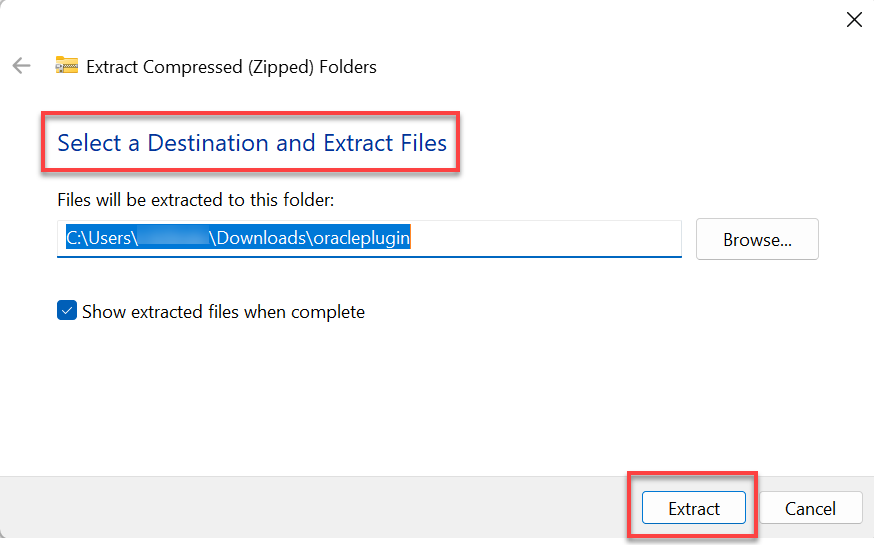 Extract Compressed (Zipped) Folders
Select a Destination and Extract Files
Files will be extracted to this folder:
C:\Users\ \Downloads\oracleplugin
Browse...
Show extracted files when complete
Extract
Cancel